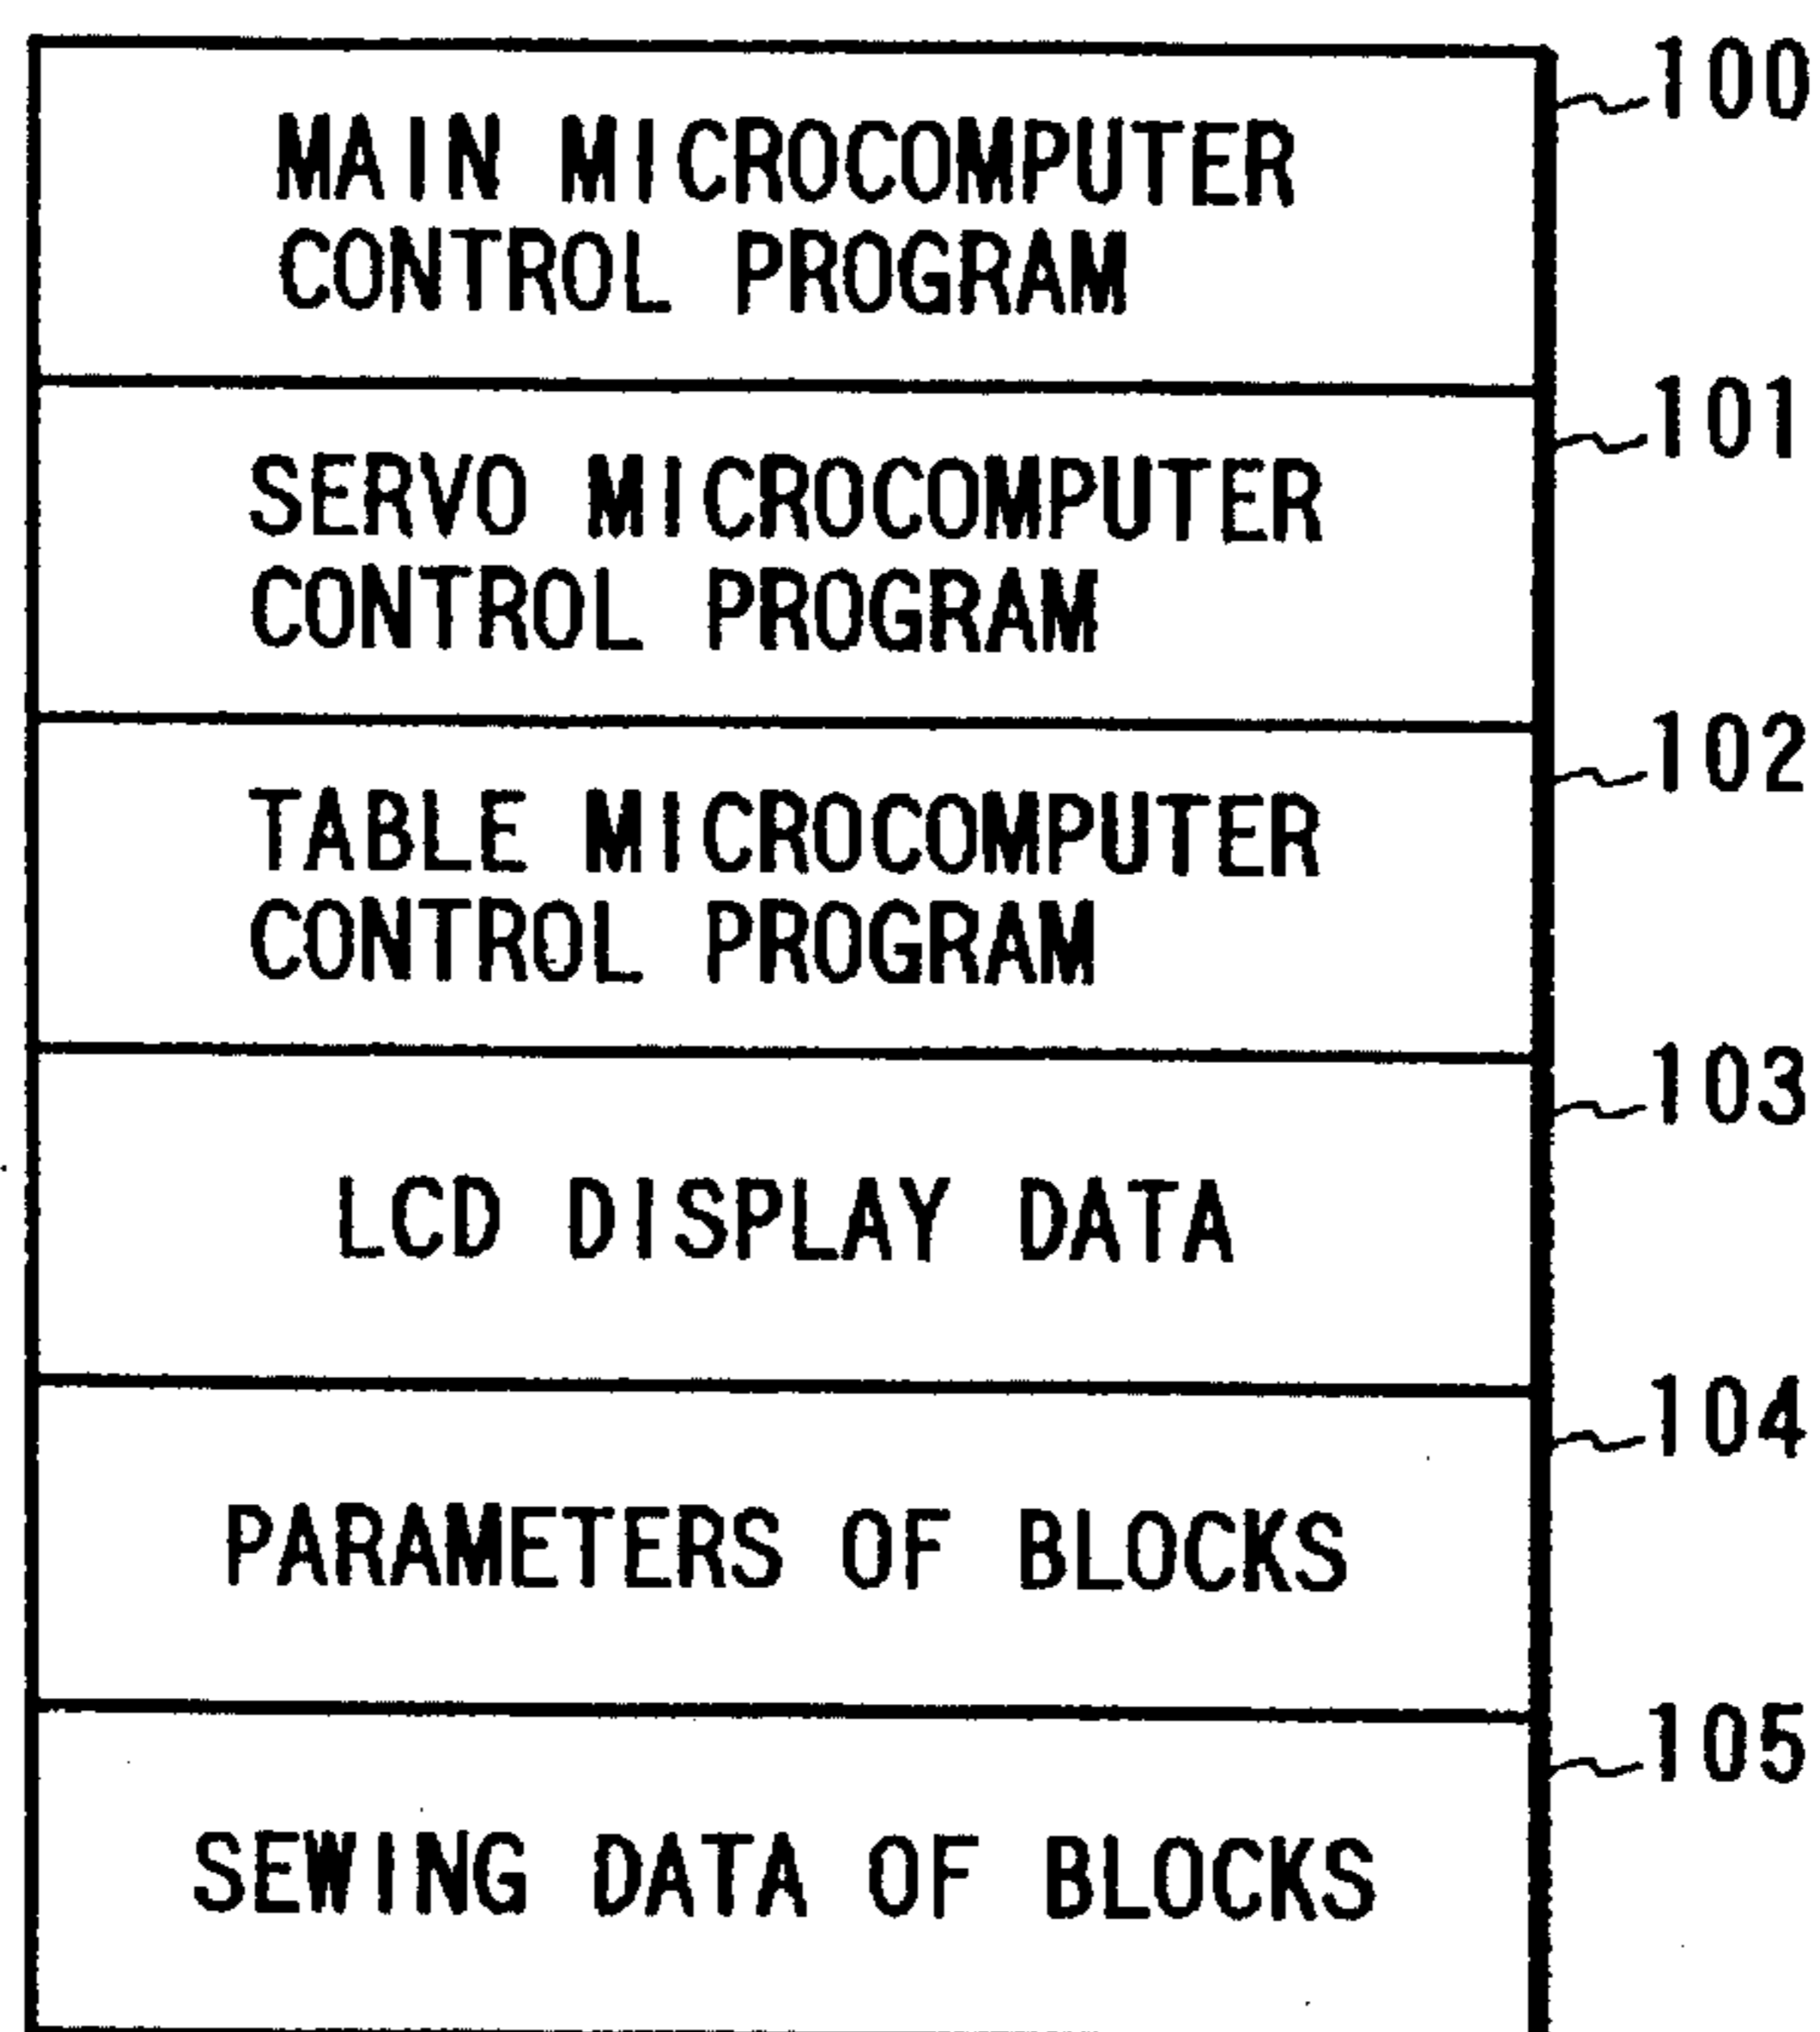 100
MAIN MICROCOMPUTER
CONTROL PROGRAM
101
SERVO MICROCOMPUTER
CONTROL PROGRAM
102
TABLE MICROCOMPUTER
CONTROL PROGRAM
103
LCD DISPLAY DATA
104
PARAMETERS OF BLOCKS
105
SEWING DATA OF BLOCKS